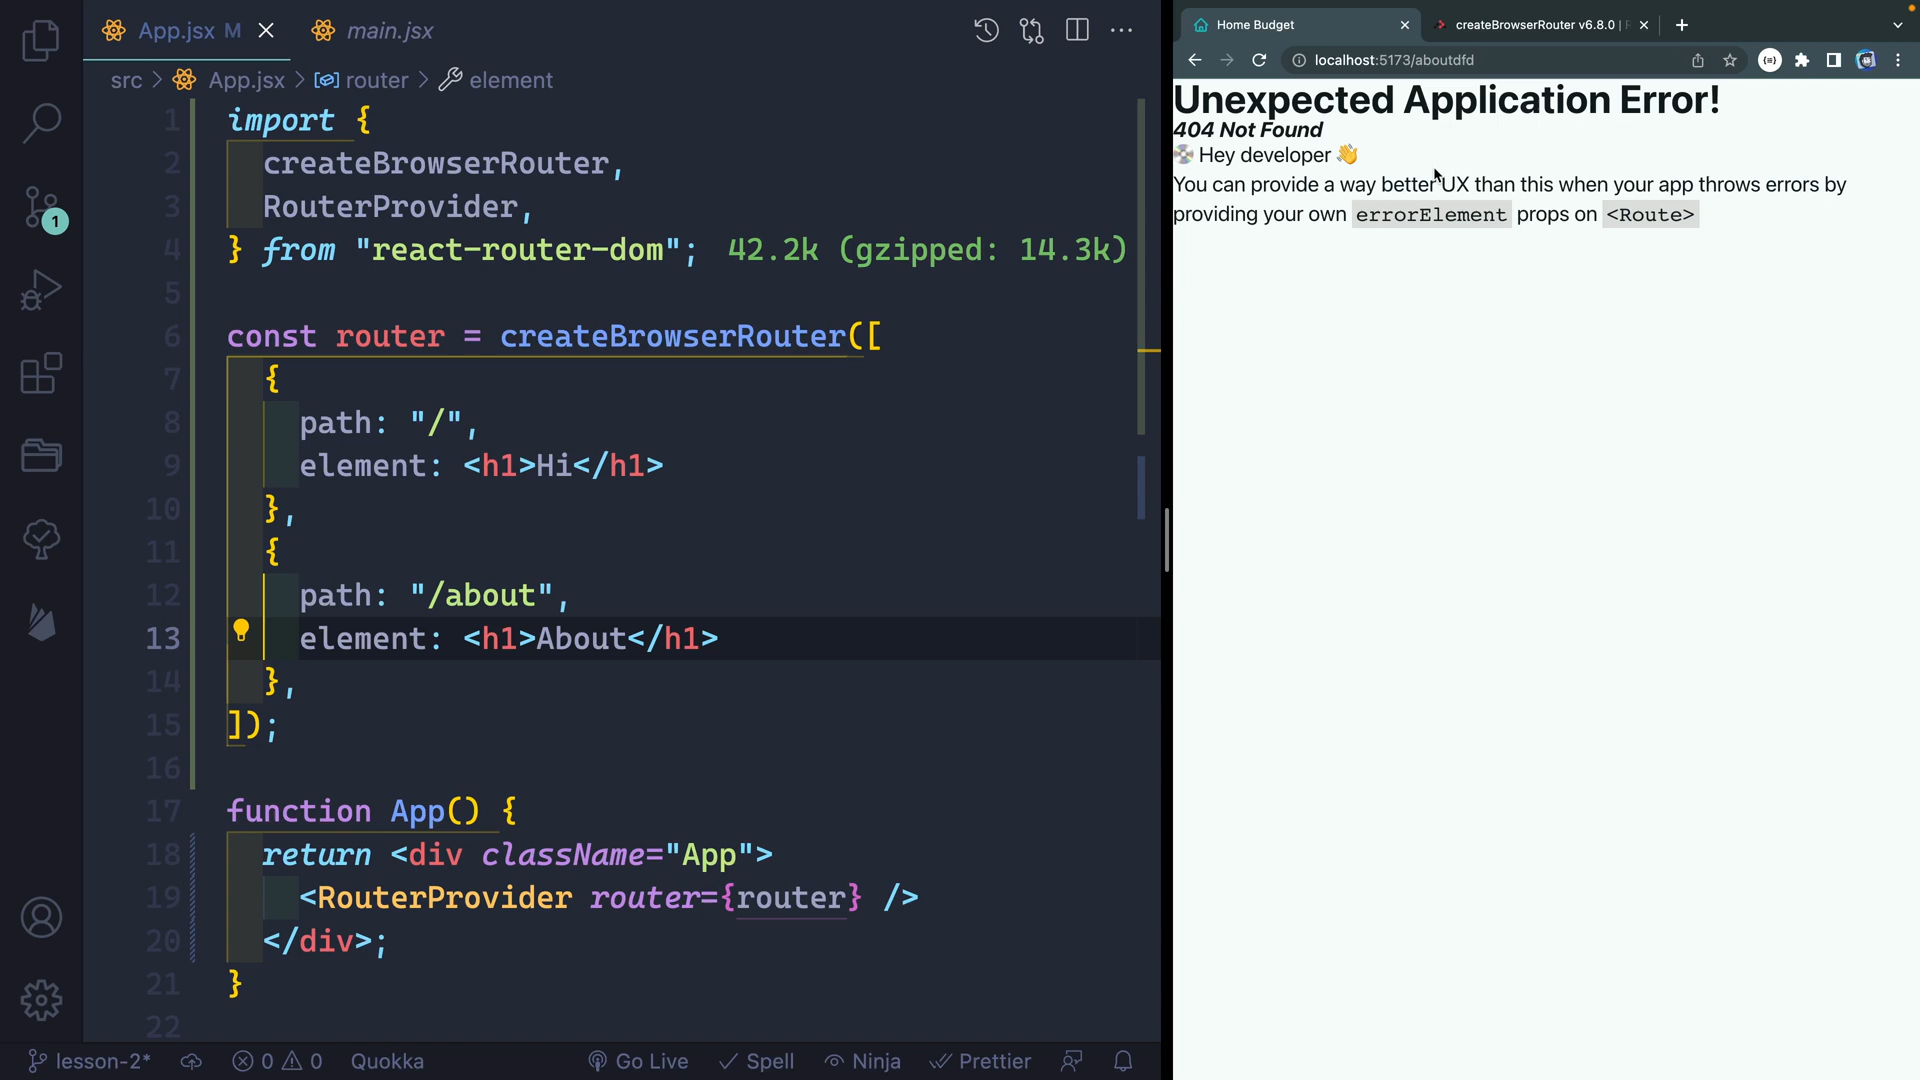 App.jsx M
main.jsx
src > App.jsx > router > element
1 import {
2 createBrowserRouter,
3 RouterProvider,
4 } from "react-router-dom"; 42.2k (gzipped: 14.3k)
5
6 const router = createBrowserRouter([
7 {
8 path: "/",
9 element: <h1>Hi</h1>
10 },
11 {
12 path: "/about",
13 element: <h1>About</h1>
14 },
15 ]);
16
17 function App() {
18 return <div className="App">
19 <RouterProvider router={router} />
20 </div>;
21 }
22
1
lesson-2*
0 0
Quokka
Go Live
Spell
Ninja
Prettier
Home Budget
createBrowserRouter v6.8.0 |
localhost:5173/aboutdfd
Unexpected Application Error!
404 Not Found
💿 Hey developer 👋
You can provide a way better UX than this when your app throws errors by
providing your own errorElement props on <Route>